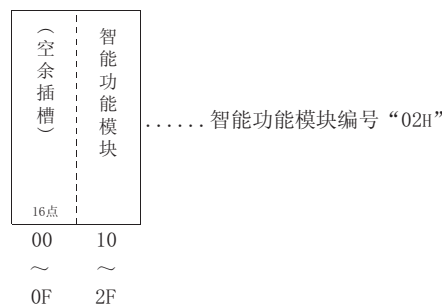 （空余插槽）
智能功能模块
......智能功能模块编号“02H”
16点
00 10
～ ～
0F 2F